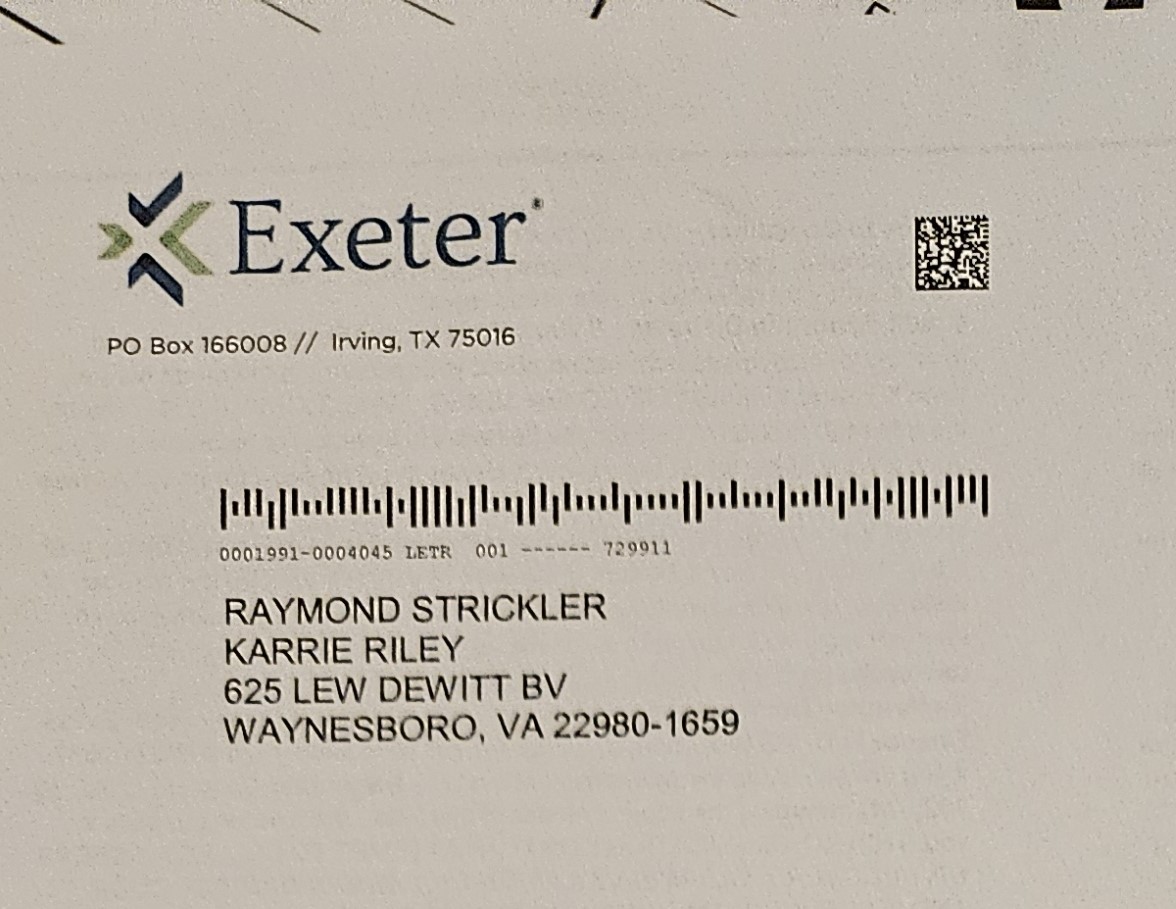 Exeter®
PO Box 166008 // Irving, TX 75016
0001991-0004045 LETR 001 ------ 729911
RAYMOND STRICKLER
KARRIE RILEY
625 LEW DEWITT BV
WAYNESBORO, VA 22980-1659